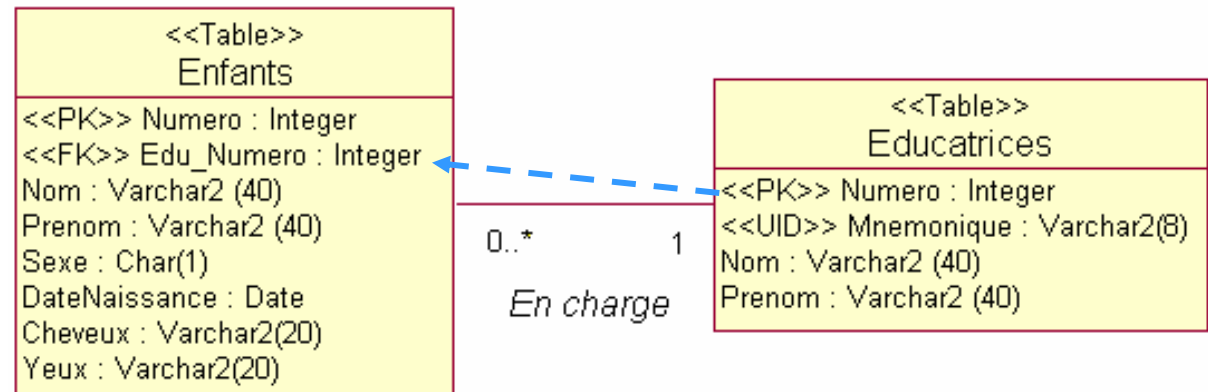 <<Table>>
Enfants
<<PK>> Numero : Integer
<<FK>> Edu_Numero : Integer
Nom : Varchar2 (40)
Prenom : Varchar2 (40)
Sexe : Char(1)
DateNaissance : Date
Cheveux : Varchar2(20)
Yeux : Varchar2(20)
0..* 1
En charge
<<Table>>
Educatrices
<<PK>> Numero : Integer
<<UID>> Mnemonique : Varchar2(8)
Nom : Varchar2 (40)
Prenom : Varchar2 (40)